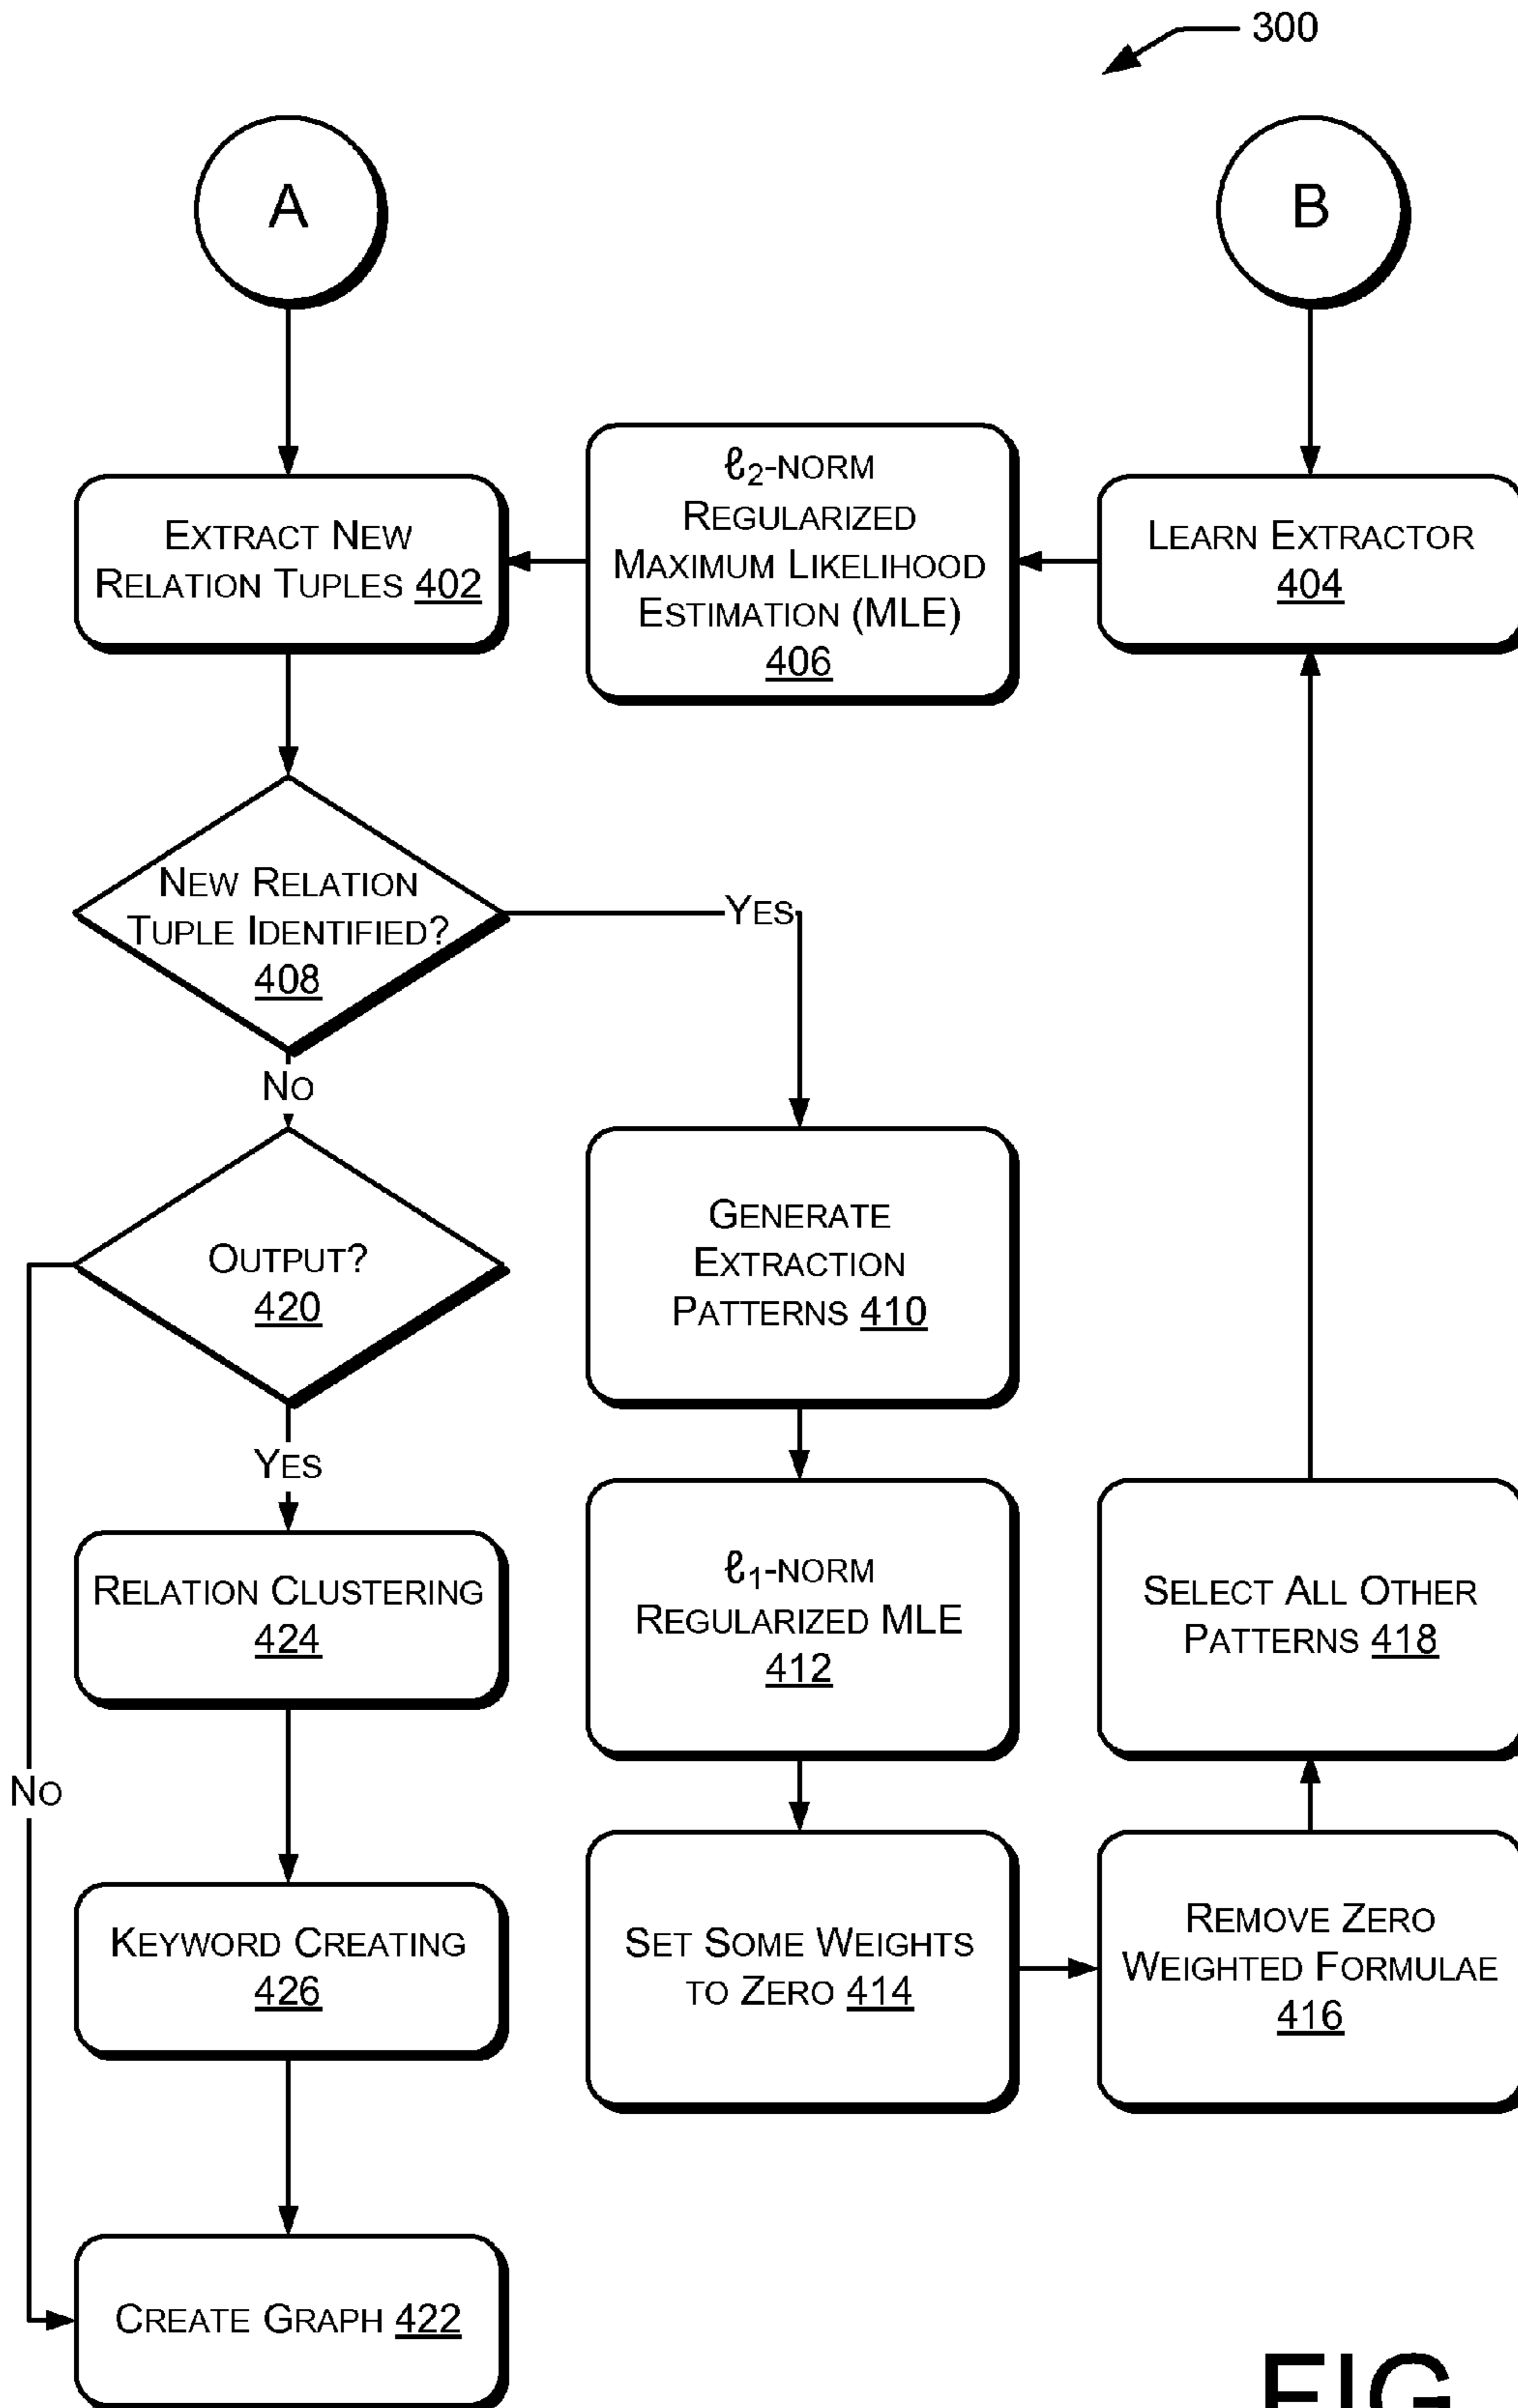 300
A
B
EXTRACT NEW
RELATION TUPLES 402
ℓ2-NORM
REGULARIZED
MAXIMUM LIKELIHOOD
ESTIMATION (MLE)
406
LEARN EXTRACTOR
404
NEW RELATION
TUPLE IDENTIFIED?
408
YES
NO
OUTPUT?
420
GENERATE
EXTRACTION
PATTERNS 410
YES
RELATION CLUSTERING
424
ℓ1-NORM
REGULARIZED MLE
412
SELECT ALL OTHER
PATTERNS 418
NO
KEYWORD CREATING
426
SET SOME WEIGHTS
TO ZERO 414
REMOVE ZERO
WEIGHTED FORMULAE
416
CREATE GRAPH 422
FIG